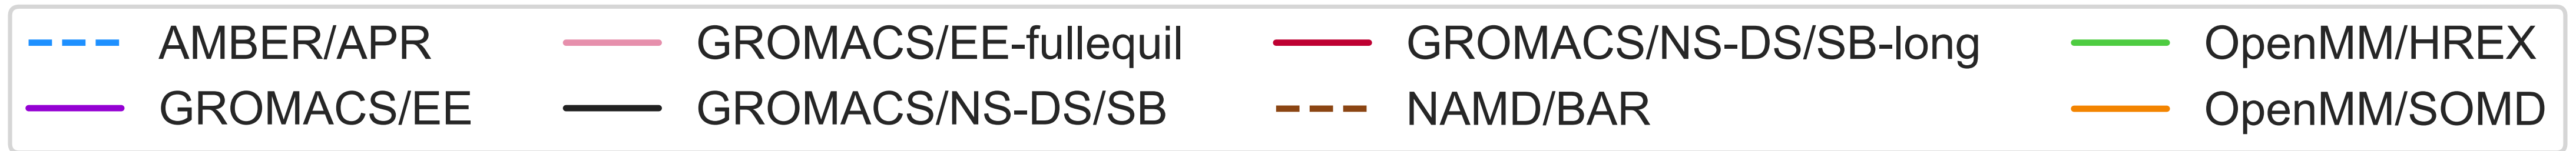 AMBER/APR GROMACS/EE-fullequil GROMACS/NS-DS/SB-long OpenMM/HREX
GROMACS/EE GROMACS/NS-DS/SB NAMD/BAR OpenMM/SOMD